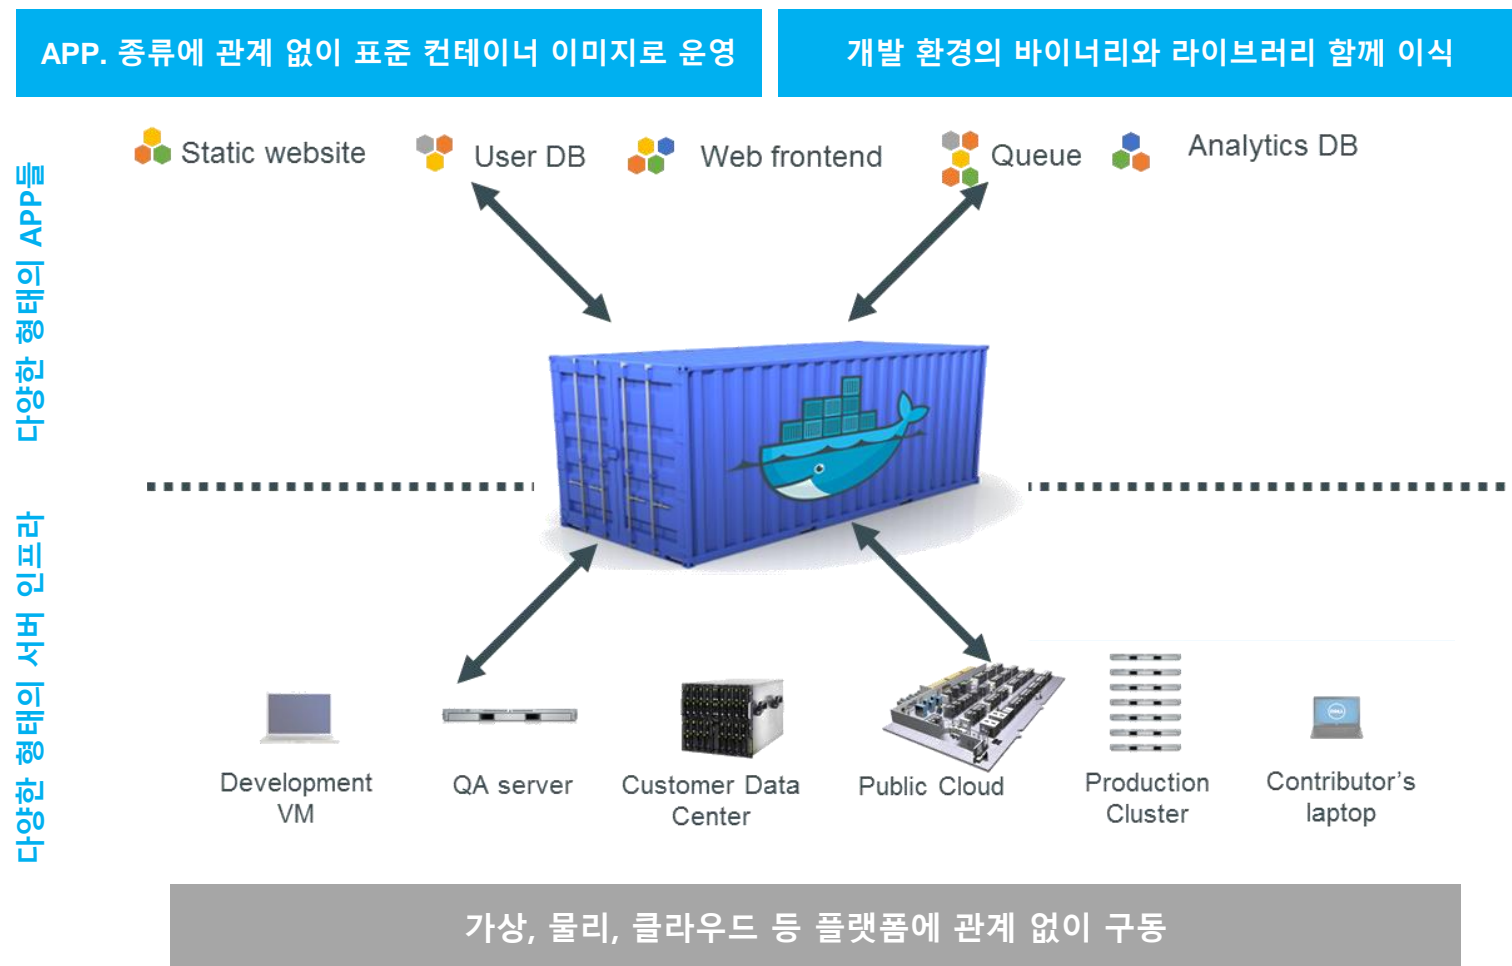 APP. 종류에 관계 없이 표준 컨테이너 이미지로 운영
개발 환경의 바이너리와 라이브러리 함께 이식
Static website
User DB
Web frontend
Queue
Analytics DB
다양한 형태의 APP들
다양한 형태의 서버 인프라
Development
VM
QA server
Customer Data
Center
Public Cloud
Production
Cluster
Contributor’s
laptop
DELL
가상, 물리, 클라우드 등 플랫폼에 관계 없이 구동